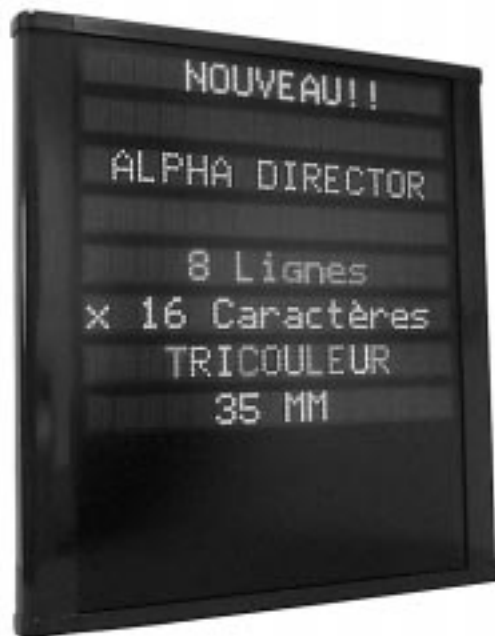 NOUVEAU!!
ALPHA DIRECTOR
8 Lignes
x 16 Caractères
TRICOULEUR
35 MM